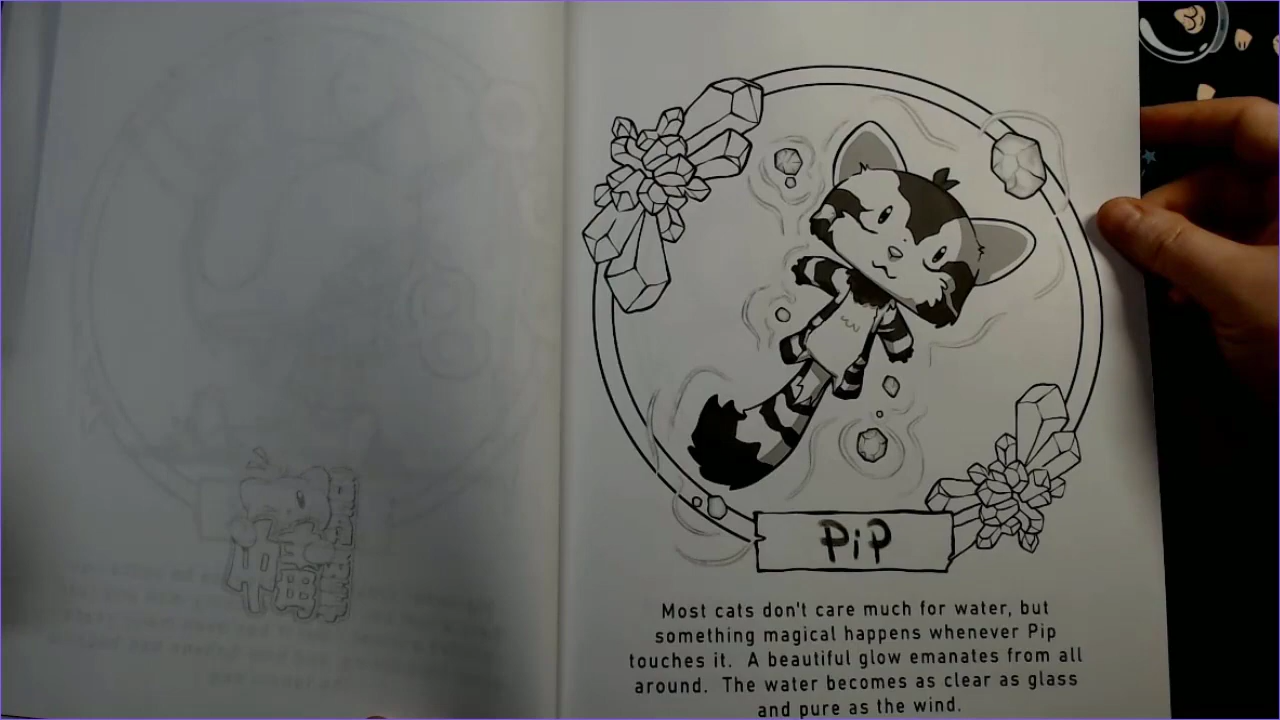 PiP
Most cats don't care much for water, but
something magical happens whenever Pip
touches it. A beautiful glow emanates from all
around. The water becomes as clear as glass
and pure as the wind.